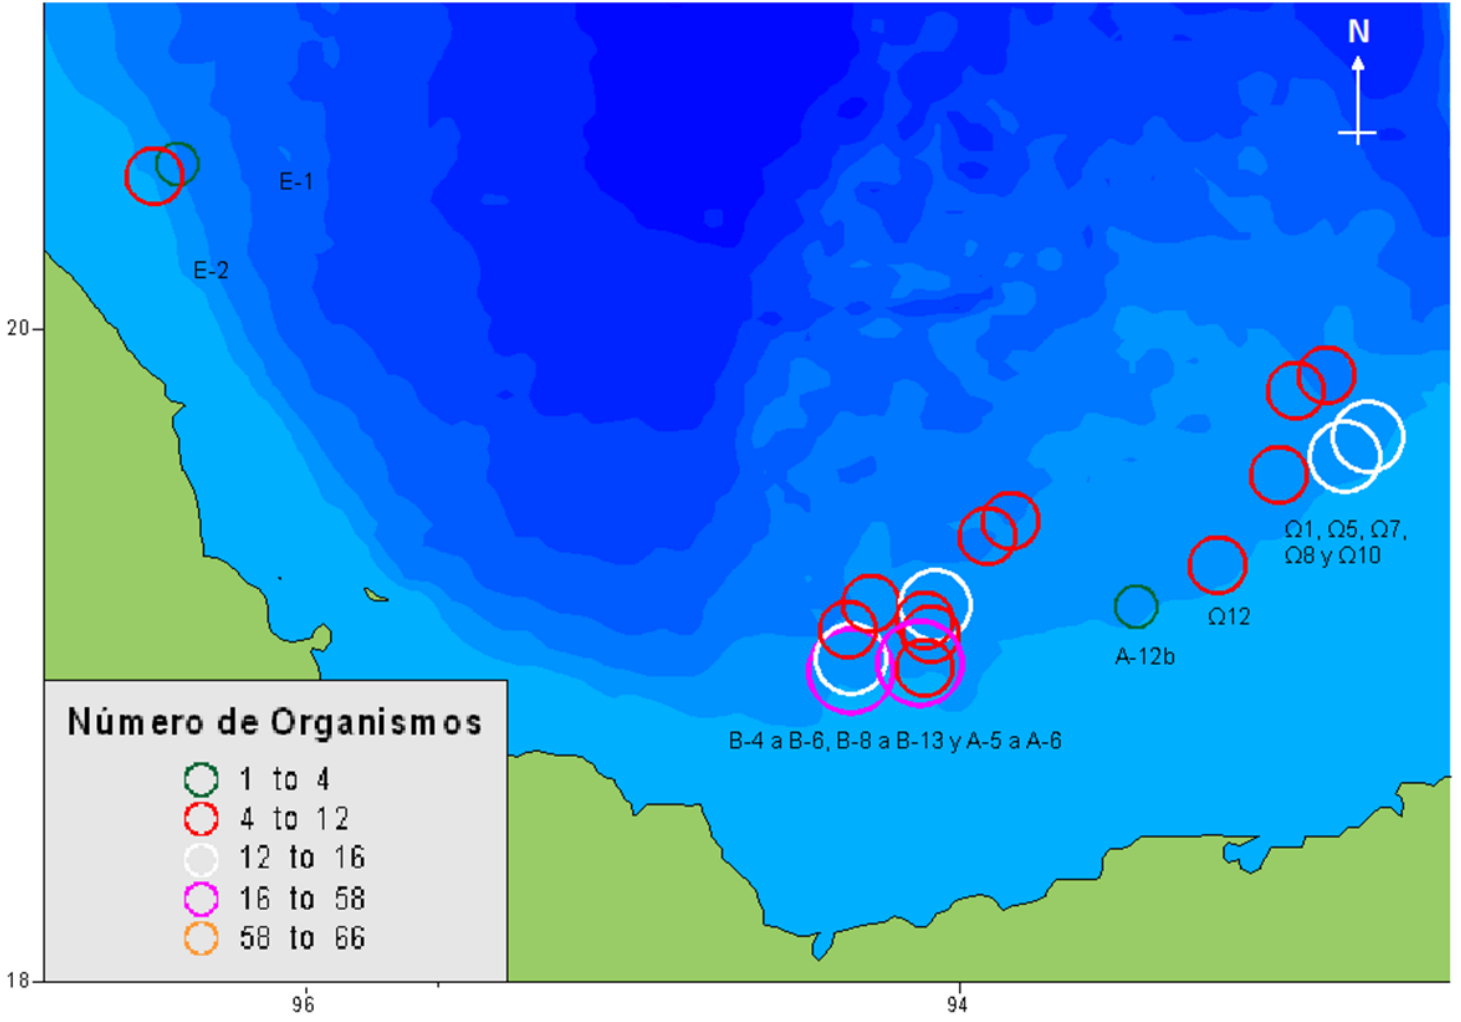 N
E-1
E-2
20
Ω1, Ω5, Ω7,
Ω8 y Ω10
Ω12
A-12b
B-4 a B-6, B-8 a B-13 y A-5 a A-6
Número de Organismos
1 to 4
4 to 12
12 to 16
16 to 58
58 to 66
18
96
94